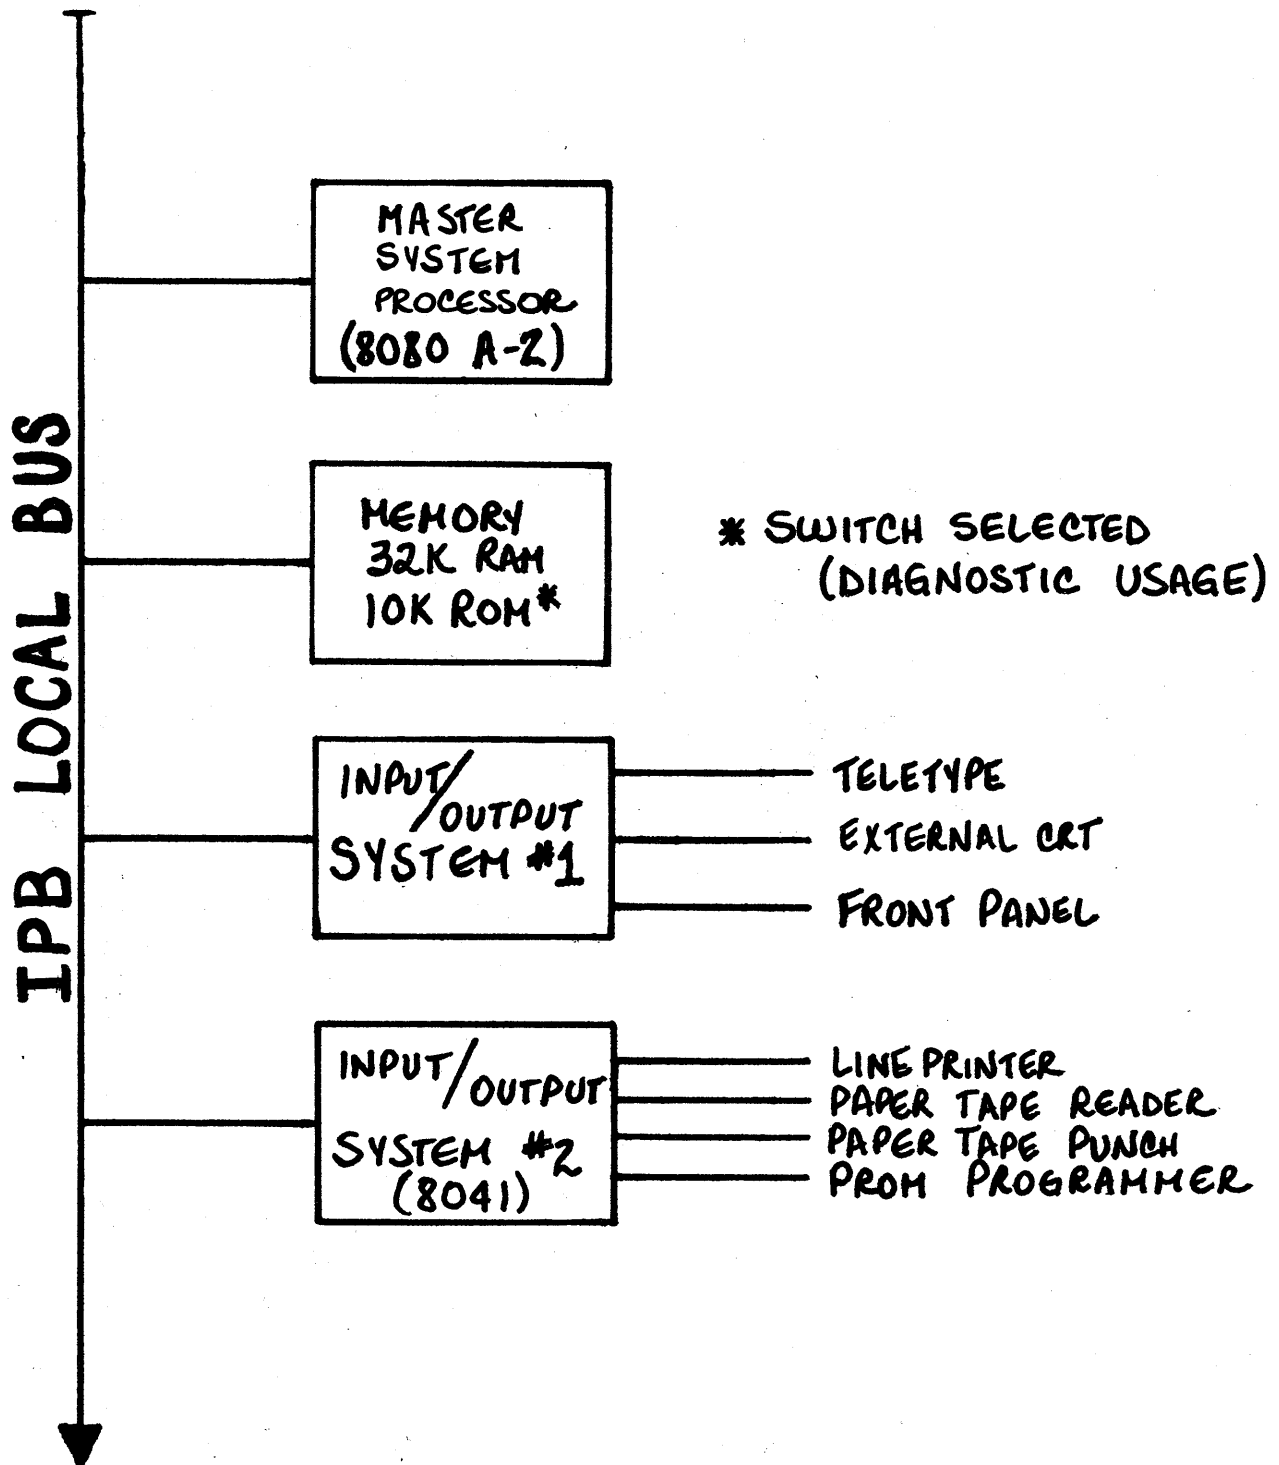 IPB LOCAL BUS
MASTER
SYSTEM
PROCESSOR
(8080 A-2)
MEMORY
32K RAM
10K ROM*
* SWITCH SELECTED
(DIAGNOSTIC USAGE)
INPUT/OUTPUT
SYSTEM #1
TELETYPE
EXTERNAL CRT
FRONT PANEL
INPUT/OUTPUT
SYSTEM #2
(8041)
LINE PRINTER
PAPER TAPE READER
PAPER TAPE PUNCH
PROM PROGRAMMER